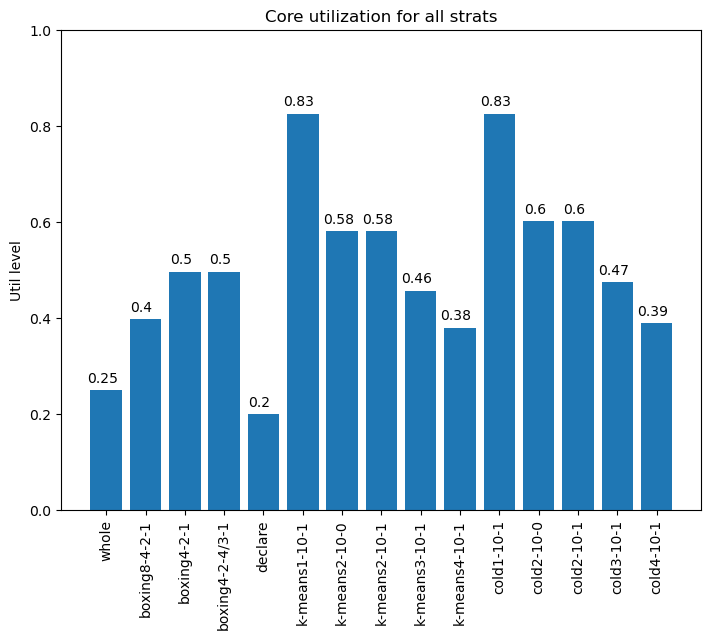 Core utilization for all strats
Util level
1.0
0.8
0.6
0.4
0.2
0.0
0.25
0.4
0.5
0.5
0.2
0.83
0.58
0.58
0.46
0.38
0.83
0.6
0.6
0.47
0.39
whole
boxing8-4-2-1
boxing4-2-1
boxing4-2-4/3-1
declare
k-means1-10-1
k-means2-10-0
k-means2-10-1
k-means3-10-1
k-means4-10-1
cold1-10-1
cold2-10-0
cold2-10-1
cold3-10-1
cold4-10-1